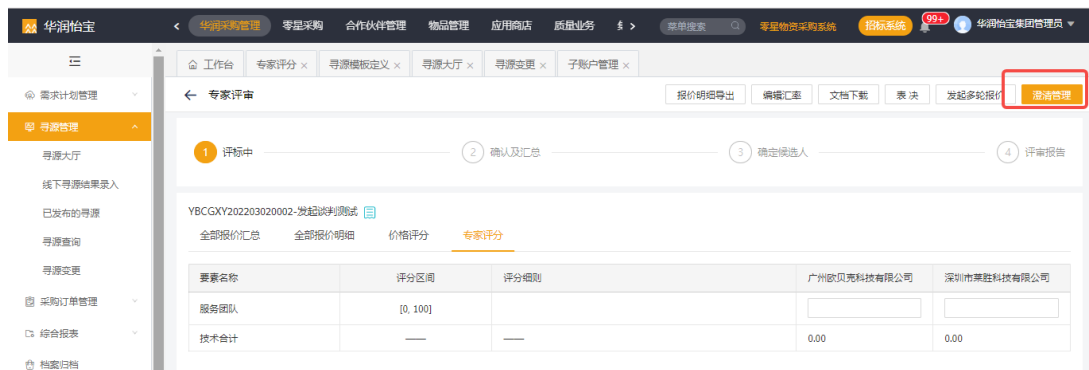 华润怡宝
华润采购管理 零星采购 合作伙伴管理 物品管理 应用商店 质量业务 菜单搜索 零星物资采购系统 招标系统 99+ 华润怡宝集团管理员
工作台 专家评分 × 寻源模板定义 × 寻源大厅 × 寻源变更 × 子账户管理 ×
需求计划管理
寻源管理
寻源大厅
线下寻源结果录入
已发布的寻源
寻源查询
寻源变更
采购订单管理
综合报表
档案归档
← 专家评审 报价明细导出 编辑汇率 文档下载 表决 发起多轮报价 澄清管理
1 评标中 2 确认及汇总 3 确定候选人 4 评审报告
YBCGXY202203020002-发起谈判测试
全部报价汇总 全部报价明细 价格评分 专家评分
要素名称 评分区间 评分细则 广州欧贝克科技有限公司 深圳市莱胜科技有限公司
服务团队 [0, 100]
技术合计 —— —— 0.00 0.00